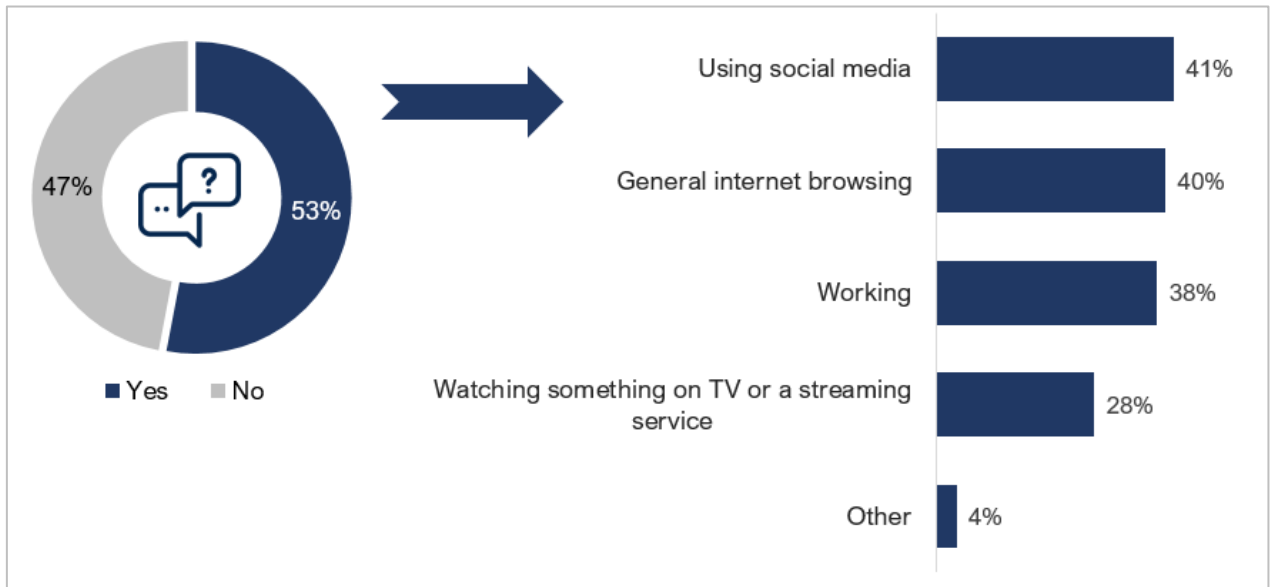 47%
?
53%
Yes
No
Using social media
41%
General internet browsing
40%
Working
38%
Watching something on TV or a streaming
service
28%
Other
4%